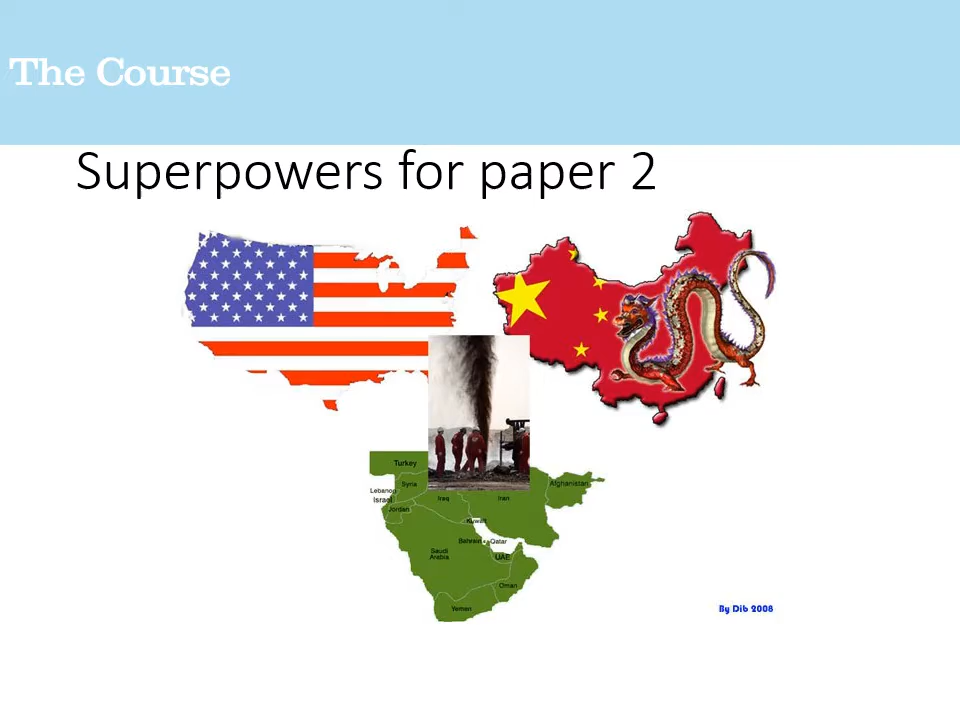 The Course
Superpowers for paper 2
Turkey
Syria
Afghanistan
Lebanon
Israel
Iraq
Iran
Jordan
Kuwait
Bahrain
Qatar
Saudi
Arabia
UAE
Oman
Yemen
By Dib 2008